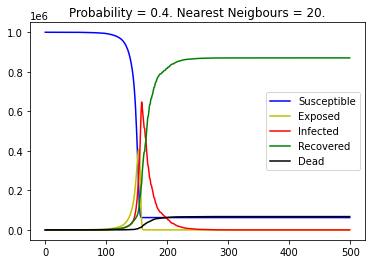 Probability = 0.4. Nearest Neigbours = 20.
1e6
1.0
0.8
0.6
0.4
0.2
0.0
Susceptible
Exposed
Infected
Recovered
Dead
0 100 200 300 400 500